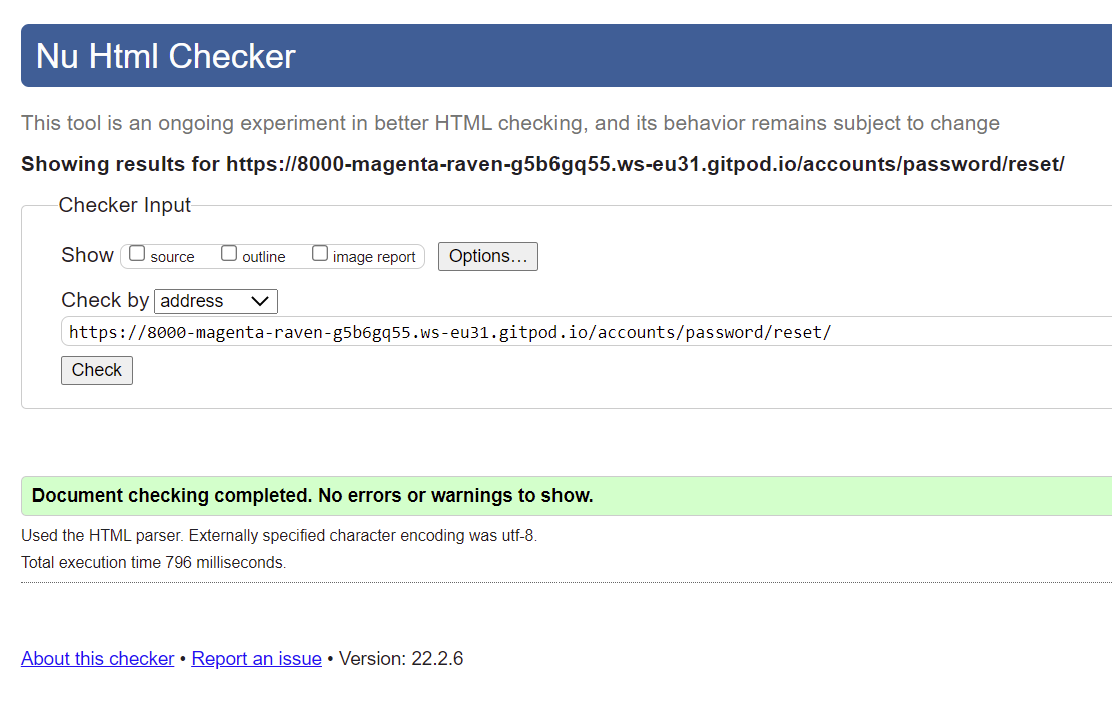 Nu Html Checker
This tool is an ongoing experiment in better HTML checking, and its behavior remains subject to change
Showing results for https://8000-magenta-raven-g5b6gq55.ws-eu31.gitpod.io/accounts/password/reset/
Checker Input
Show source outline image report Options...
Check by address
https://8000-magenta-raven-g5b6gq55.ws-eu31.gitpod.io/accounts/password/reset/
Check
Document checking completed. No errors or warnings to show.
Used the HTML parser. Externally specified character encoding was utf-8.
Total execution time 796 milliseconds.
About this checker • Report an issue • Version: 22.2.6